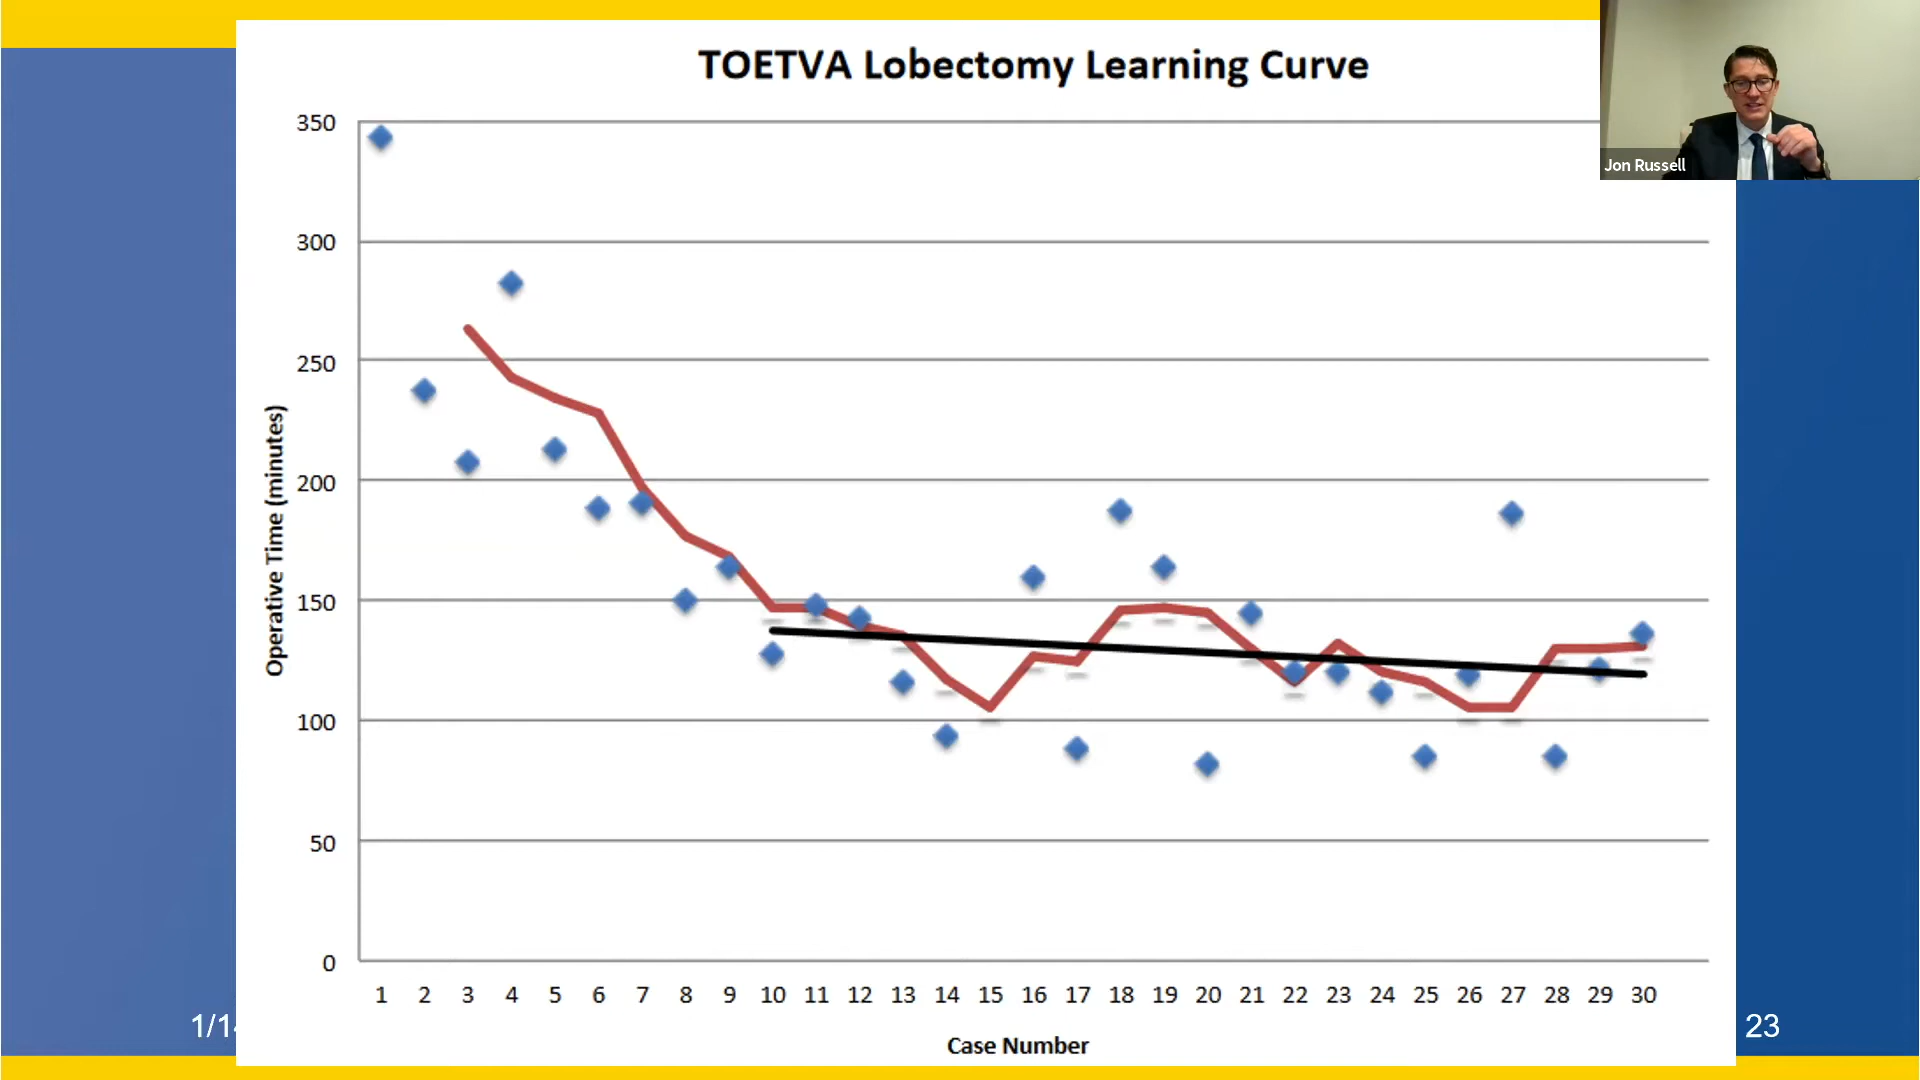 TOETVA Lobectomy Learning Curve
Jon Russell
350
300
250
200
150
100
50
0
Operative Time (minutes)
1 2 3 4 5 6 7 8 9 10 11 12 13 14 15 16 17 18 19 20 21 22 23 24 25 26 27 28 29 30
Case Number
1/1
23